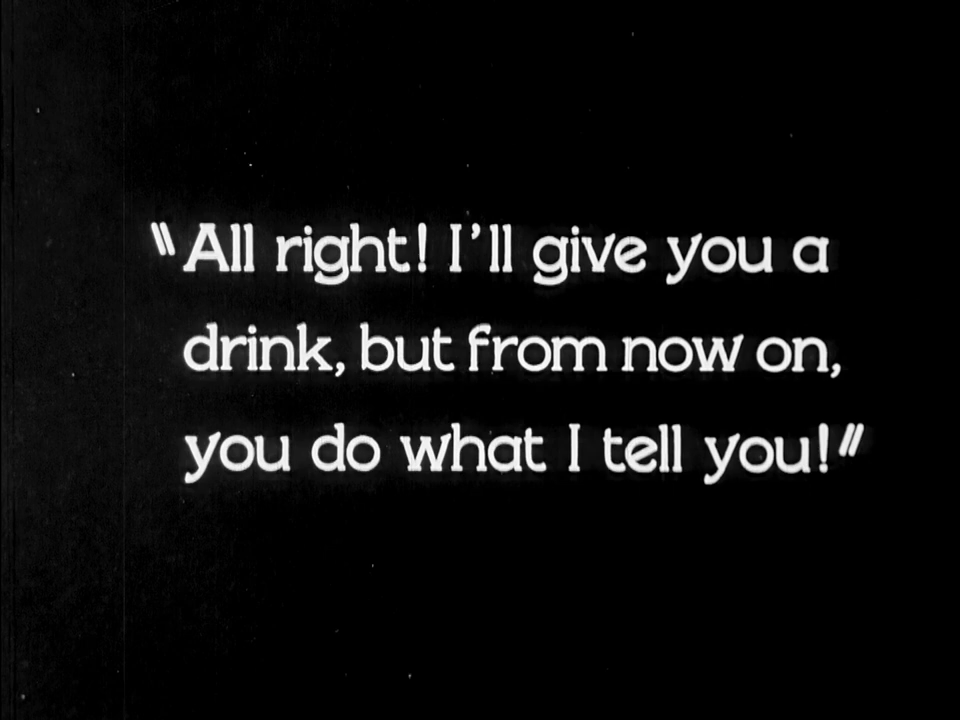 "All right! I'll give you a
drink, but from now on,
you do what I tell you!"